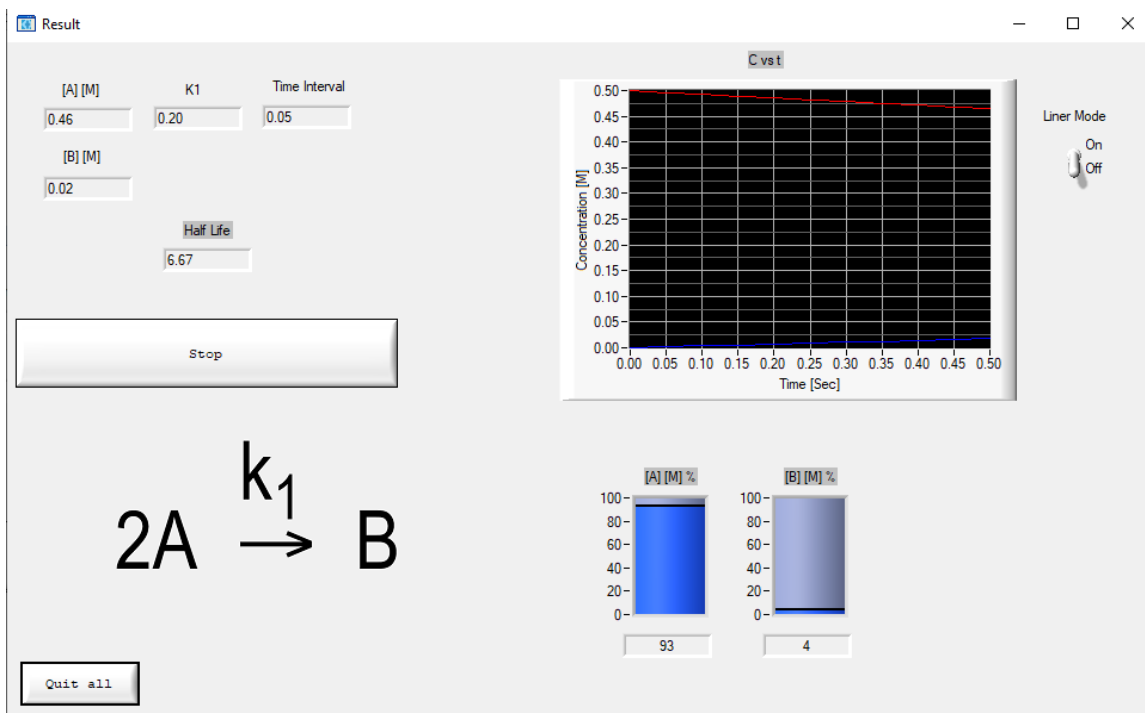 Result
[A] [M]
K1
Time Interval
0.46
0.20
0.05
[B] [M]
0.02
Half Life
6.67
Stop
k1
2A → B
Quit all
C vs t
0.50
0.45
0.40
0.35
0.30
0.25
0.20
0.15
0.10
0.05
0.00
Concentration [M]
0.00 0.05 0.10 0.15 0.20 0.25 0.30 0.35 0.40 0.45 0.50
Time [Sec]
Liner Mode
On
Off
[A] [M] %
100
80
60
40
20
0
93
[B] [M] %
100
80
60
40
20
0
4